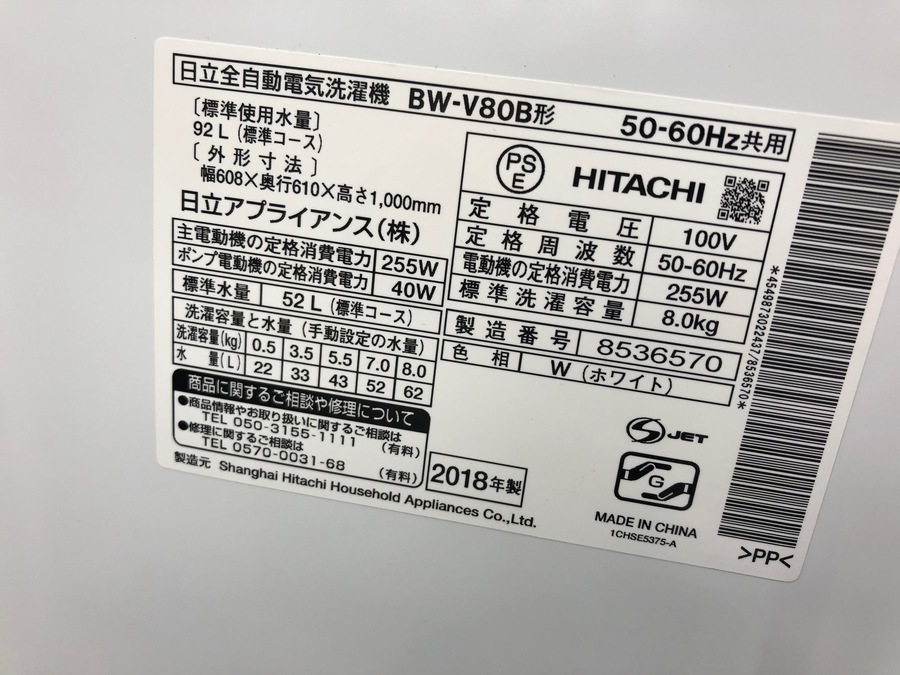 日立全自動電気洗濯機 BW-V80B形 50-60Hz共用
〔標準使用水量〕
92 L (標準コース)
〔外形寸法〕
幅608×奥行610×高さ1,000mm
日立アプライアンス(株)
主電動機の定格消費電力 255W
ポンプ電動機の定格消費電力 40W
標準水量 52 L (標準コース)
洗濯容量と水量 (手動設定の水量)
洗濯容量(kg) 0.5 3.5 5.5 7.0 8.0
水量(L) 22 33 43 52 62
商品に関するご相談や修理について
●商品情報やお取り扱いに関するご相談は
TEL 050-3155-1111 (有料)
●修理に関するご相談は
TEL 0570-0031-68 (有料)
製造元 Shanghai Hitachi Household Appliances Co.,Ltd.
2018年製
PS
E
HITACHI
定格電圧 100V
定格周波数 50-60Hz
電動機の定格消費電力 255W
標準洗濯容量 8.0kg
製造番号 8536570
色相 W (ホワイト)
S JET
G
MADE IN CHINA
1CHSE5375-A
*4549873022437/8536570*
>PP<